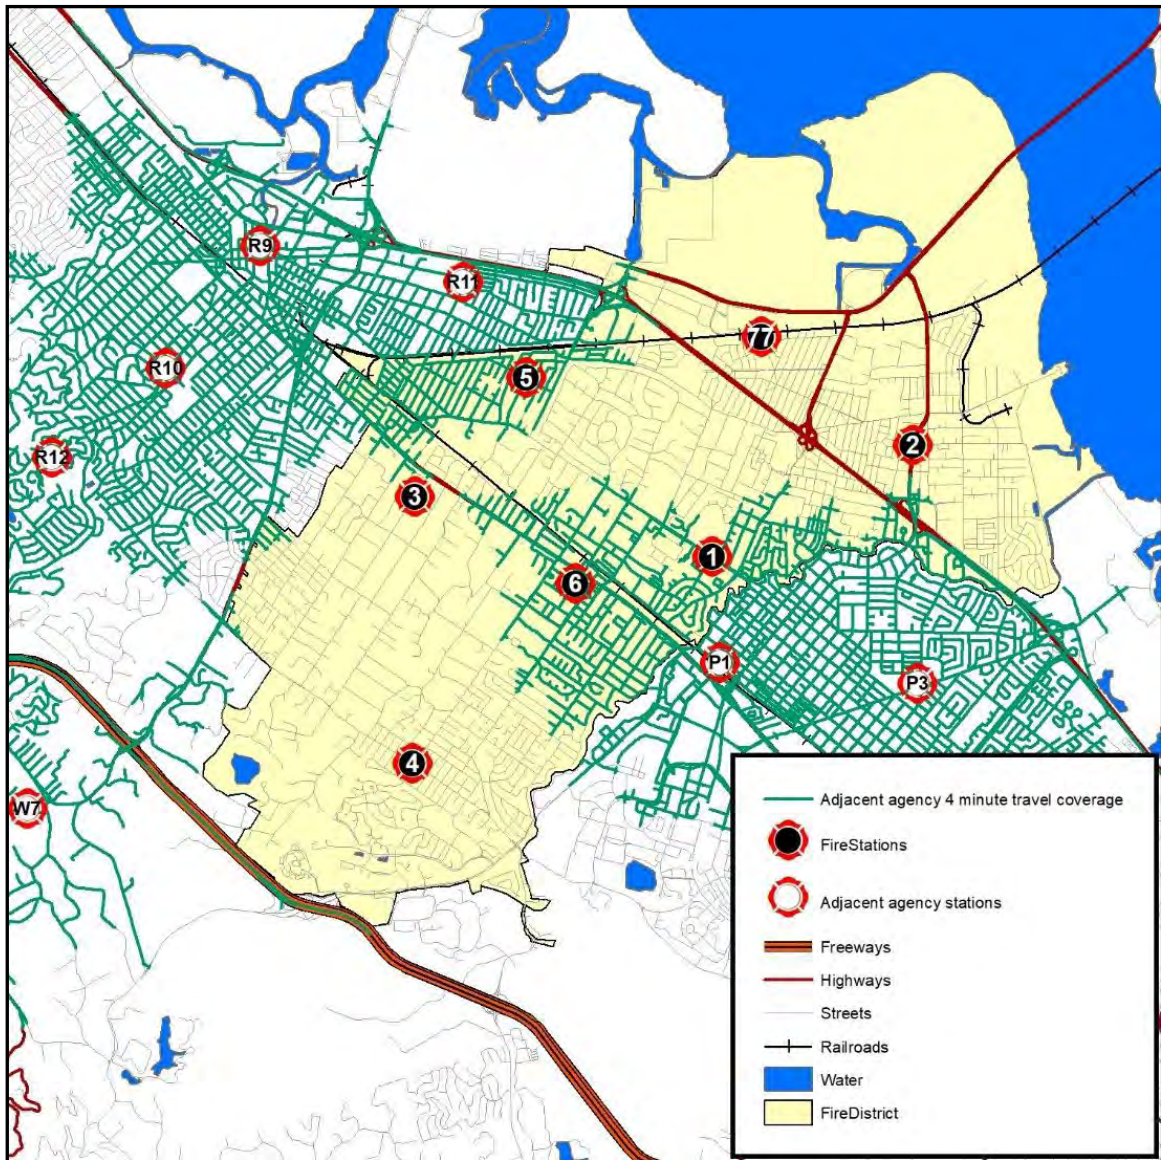 R9
R11
77
R10
5
2
R12
3
1
6
P1
P3
4
W7
Adjacent agency 4 minute travel coverage
FireStations
Adjacent agency stations
Freeways
Highways
Streets
Railroads
Water
FireDistrict